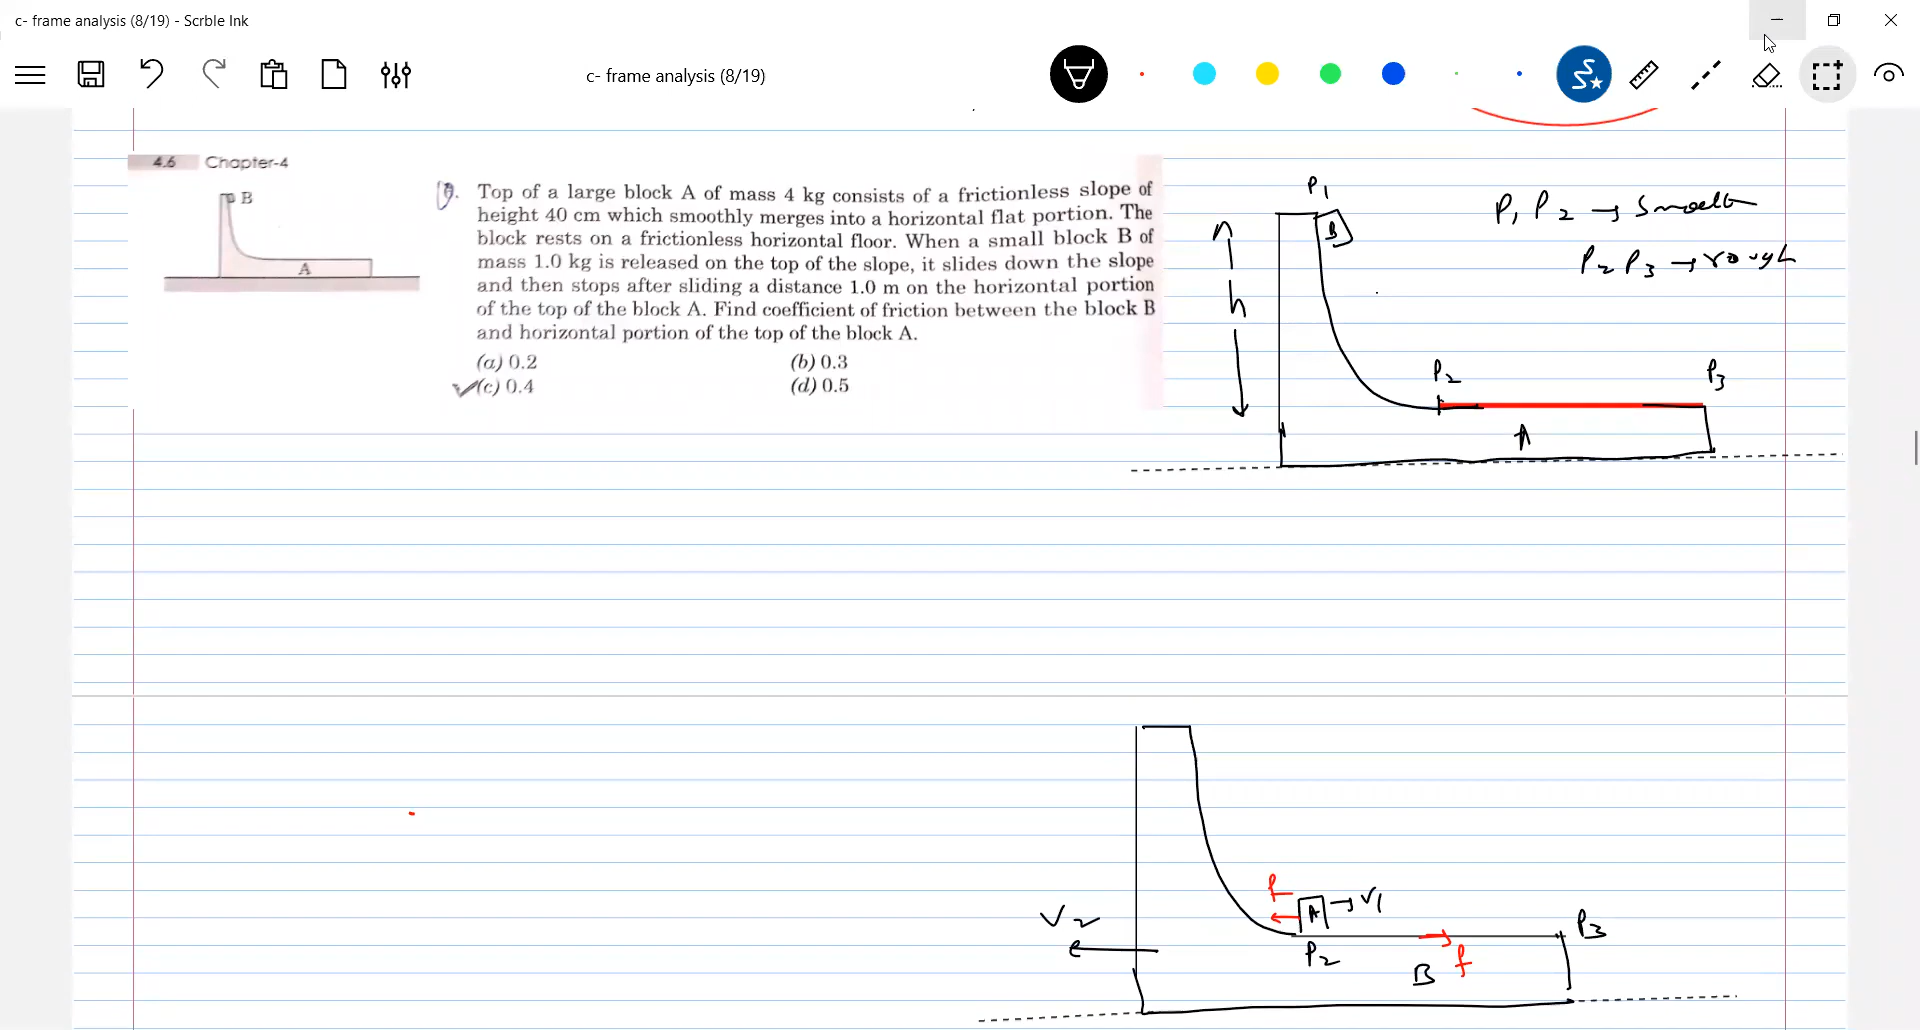 c- frame analysis (8/19) - Scrble Ink
c- frame analysis (8/19)
4.6 Chapter-4
B
A
Top of a large block A of mass 4 kg consists of a frictionless slope of
height 40 cm which smoothly merges into a horizontal flat portion. The
block rests on a frictionless horizontal floor. When a small block B of
mass 1.0 kg is released on the top of the slope, it slides down the slope
and then stops after sliding a distance 1.0 m on the horizontal portion
of the top of the block A. Find coefficient of friction between the block B
and horizontal portion of the top of the block A.
(a) 0.2 (b) 0.3
(c) 0.4 (d) 0.5
P1
B
h
P2
P3
A
P1 P2 → smooth
P2 P3 → rough
V2
f
A → V1
P2
P3
B
f